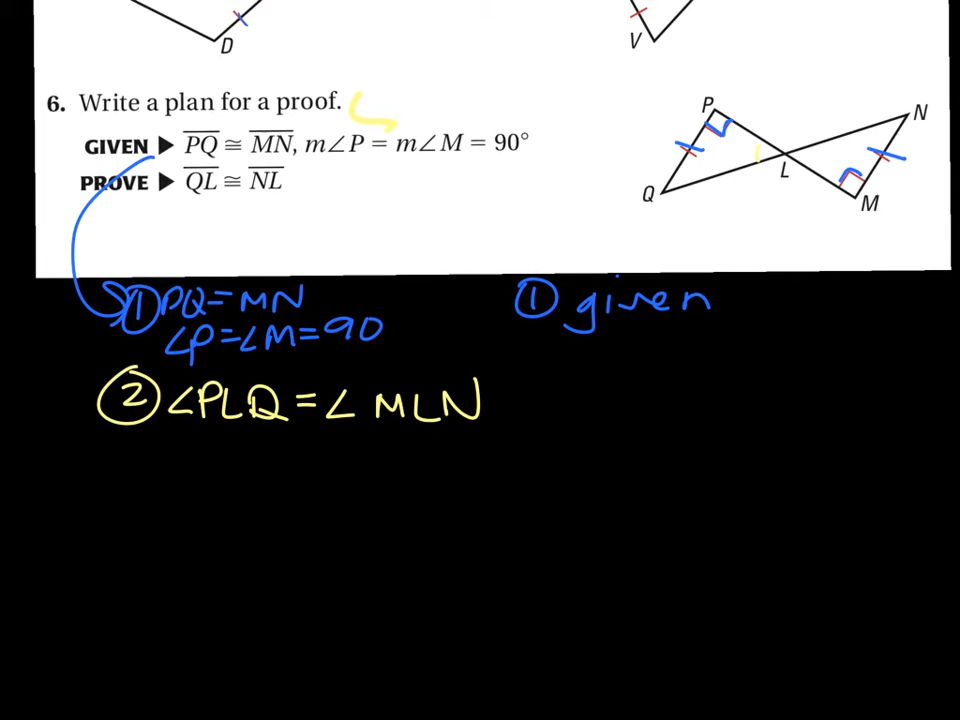 D
V
6. Write a plan for a proof.
GIVEN ▶ PQ ≅ MN, m∠P = m∠M = 90°
PROVE ▶ QL ≅ NL
P
N
Q
L
M
① PQ=MN
∠P=∠M=90
① given
② ∠PLQ=∠MLN